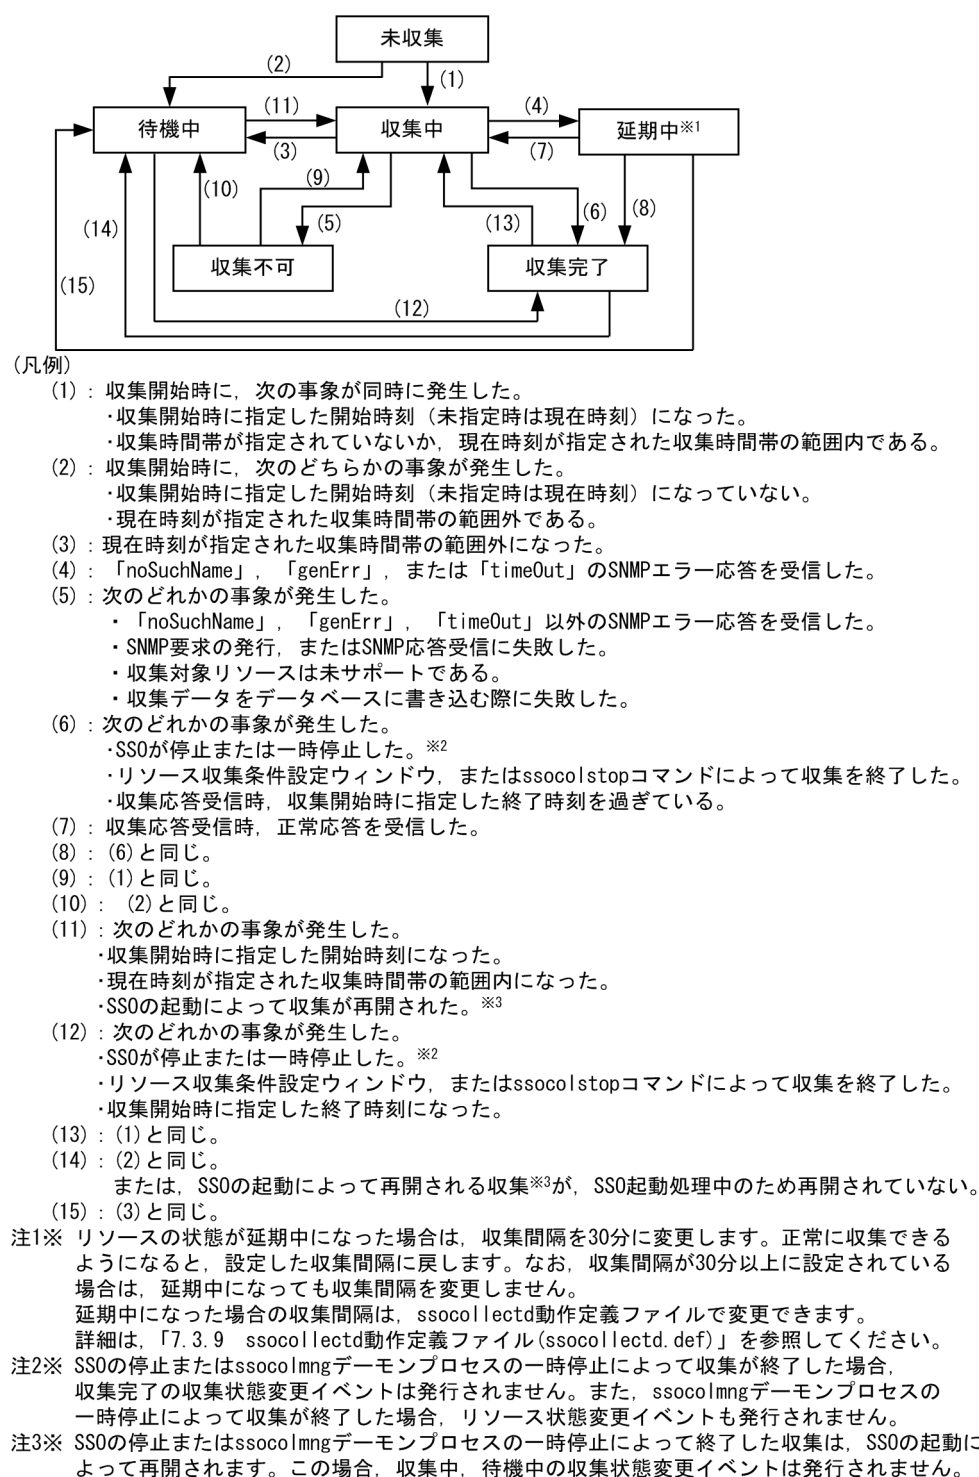 未収集
(2)
(1)
待機中
(11)
収集中
(4)
延期中※1
(3)
(7)
(10)
(9)
(14)
(5)
(13)
(6)
(8)
収集不可
収集完了
(15)
(12)
(凡例)
(1)：収集開始時に，次の事象が同時に発生した。
・収集開始時に指定した開始時刻（未指定時は現在時刻）になった。
・収集時間帯が指定されていないか，現在時刻が指定された収集時間帯の範囲内である。
(2)：収集開始時に，次のどちらかの事象が発生した。
・収集開始時に指定した開始時刻（未指定時は現在時刻）になっていない。
・現在時刻が指定された収集時間帯の範囲外である。
(3)：現在時刻が指定された収集時間帯の範囲外になった。
(4)：「noSuchName」，「genErr」，または「timeOut」のSNMPエラー応答を受信した。
(5)：次のどれかの事象が発生した。
・「noSuchName」，「genErr」，「timeOut」以外のSNMPエラー応答を受信した。
・SNMP要求の発行，またはSNMP応答受信に失敗した。
・収集対象リソースは未サポートである。
・収集データをデータベースに書き込む際に失敗した。
(6)：次のどれかの事象が発生した。
・SSOが停止または一時停止した。※2
・リソース収集条件設定ウィンドウ，またはssocolstopコマンドによって収集を終了した。
・収集応答受信時，収集開始時に指定した終了時刻を過ぎている。
(7)：収集応答受信時，正常応答を受信した。
(8)：(6)と同じ。
(9)：(1)と同じ。
(10)： (2)と同じ。
(11)：次のどれかの事象が発生した。
・収集開始時に指定した開始時刻になった。
・現在時刻が指定された収集時間帯の範囲内になった。
・SSOの起動によって収集が再開された。※3
(12)：次のどれかの事象が発生した。
・SSOが停止または一時停止した。※2
・リソース収集条件設定ウィンドウ，またはssocolstopコマンドによって収集を終了した。
・収集開始時に指定した終了時刻になった。
(13)：(1)と同じ。
(14)：(2)と同じ。
または，SSOの起動によって再開される収集※3が，SSO起動処理中のため再開されていない。
(15)：(3)と同じ。
注1※ リソースの状態が延期中になった場合は，収集間隔を30分に変更します。正常に収集できる
ようになると，設定した収集間隔に戻します。なお，収集間隔が30分以上に設定されている
場合は，延期中になっても収集間隔を変更しません。
延期中になった場合の収集間隔は，ssocollectd動作定義ファイルで変更できます。
詳細は，「7.3.9 ssocollectd動作定義ファイル(ssocollectd.def)」を参照してください。
注2※ SSOの停止またはssocolmngデーモンプロセスの一時停止によって収集が終了した場合，
収集完了の収集状態変更イベントは発行されません。また，ssocolmngデーモンプロセスの
一時停止によって収集が終了した場合，リソース状態変更イベントも発行されません。
注3※ SSOの停止またはssocolmngデーモンプロセスの一時停止によって終了した収集は，SSOの起動に
よって再開されます。この場合，収集中，待機中の収集状態変更イベントは発行されません。